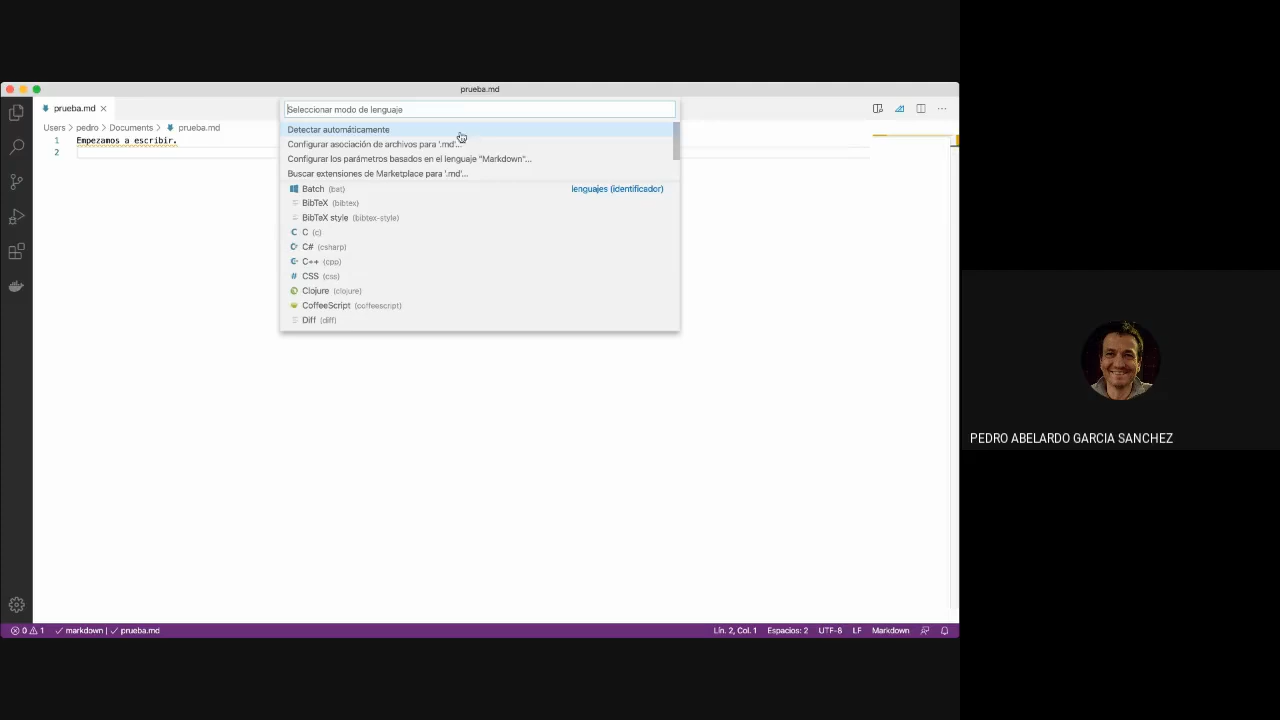 prueba.md
prueba.md
Seleccionar modo de lenguaje
Users
pedro
Documents
prueba.md
Detectar automáticamente
1
Empezamos a escribir.
2
Configurar asociación de archivos para '.md'...
Configurar los parámetros basados en el lenguaje "Markdown"...
Buscar extensiones de Marketplace para '.md'...
Batch (bat)
lenguajes (identificador)
BibTeX (bibtex)
BibTeX style (bibtex-style)
C (c)
C# (csharp)
C++ (cpp)
CSS (css)
Clojure (clojure)
CoffeeScript (coffeescript)
Diff (diff)
PEDRO ABELARDO GARCIA SANCHEZ
0 1 markdown | prueba.md
Lín. 2, Col. 1 Espacios: 2 UTF-8 LF Markdown